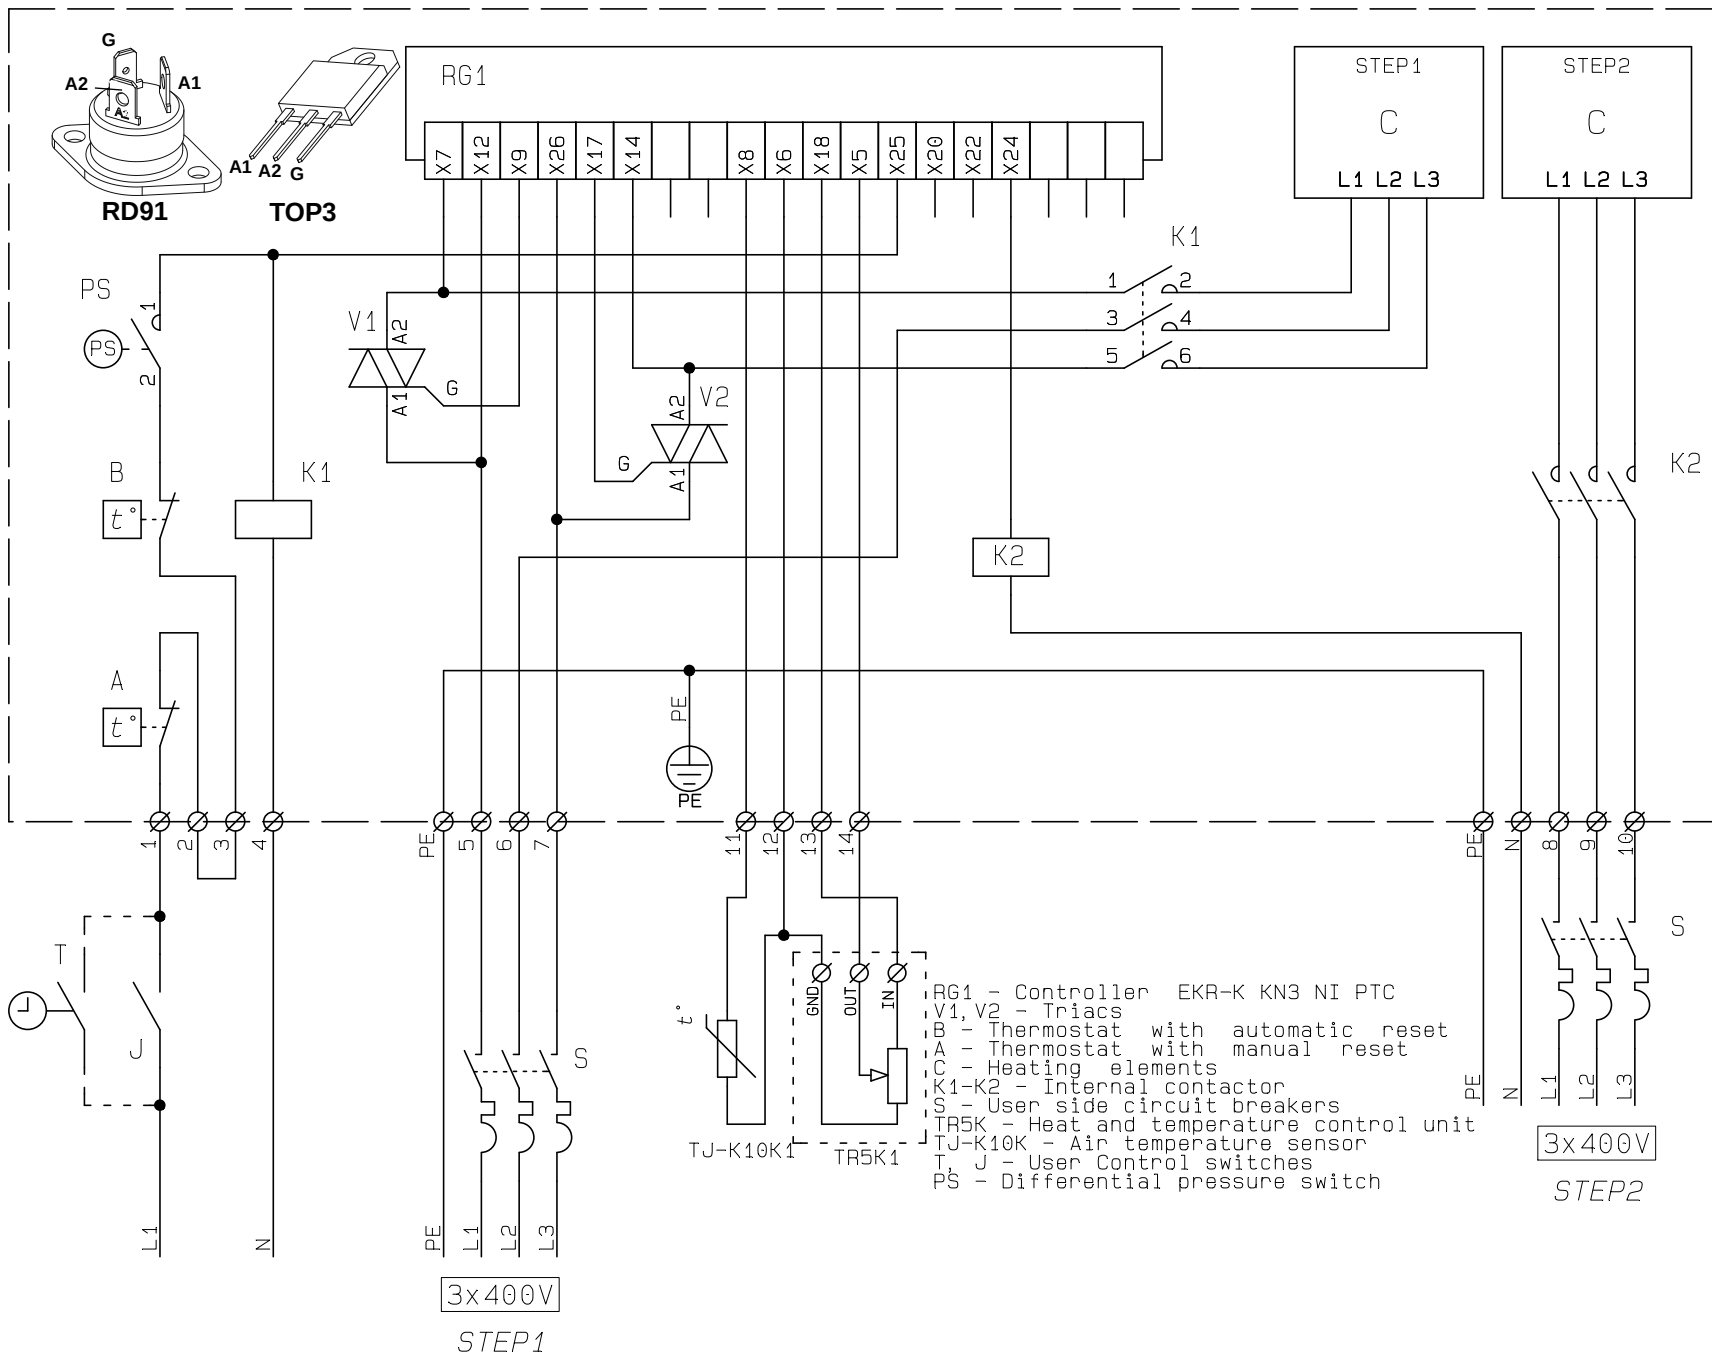 G
A2
A1
A2
A1 A2 G
RD91
TOP3
RG1
X7 X12 X9 X26 X17 X14 X8 X6 X18 X5 X25 X20 X22 X24
STEP1
C
L1 L2 L3
STEP2
C
L1 L2 L3
PS
1
PS
2
K1
1 2
3 4
5 6
V1
A2
G
A1
V2
A2
G
A1
B
t°
K1
K2
K2
A
t°
PE
PE
1 2 3 4 PE 5 6 7 11 12 13 14 PE N 8 9 10
T
J
S
t°
GND OUT IN
TJ-K10K1
TR5K1
S
RG1 - Controller EKR-K KN3 NI PTC
V1,V2 - Triacs
B - Thermostat with automatic reset
A - Thermostat with manual reset
C - Heating elements
K1-K2 - Internal contactor
S - User side circuit breakers
TR5K - Heat and temperature control unit
TJ-K10K - Air temperature sensor
T, J - User Control switches
PS - Differential pressure switch
PE N L1 L2 L3
3x400V
STEP2
L1 N PE L1 L2 L3
3x400V
STEP1